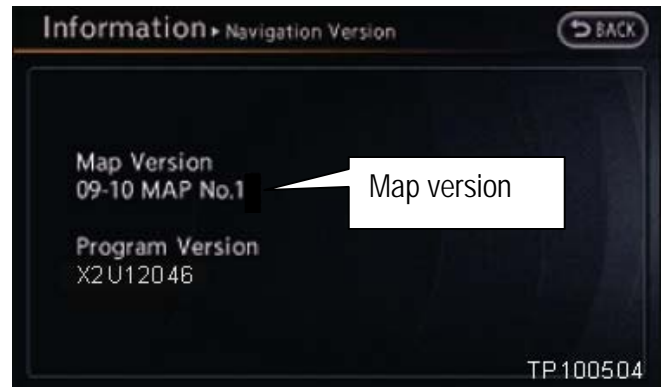 Information ▸ Navigation Version
BACK
Map Version
09-10 MAP No.1
Map version
Program Version
X2U12046
TP100504